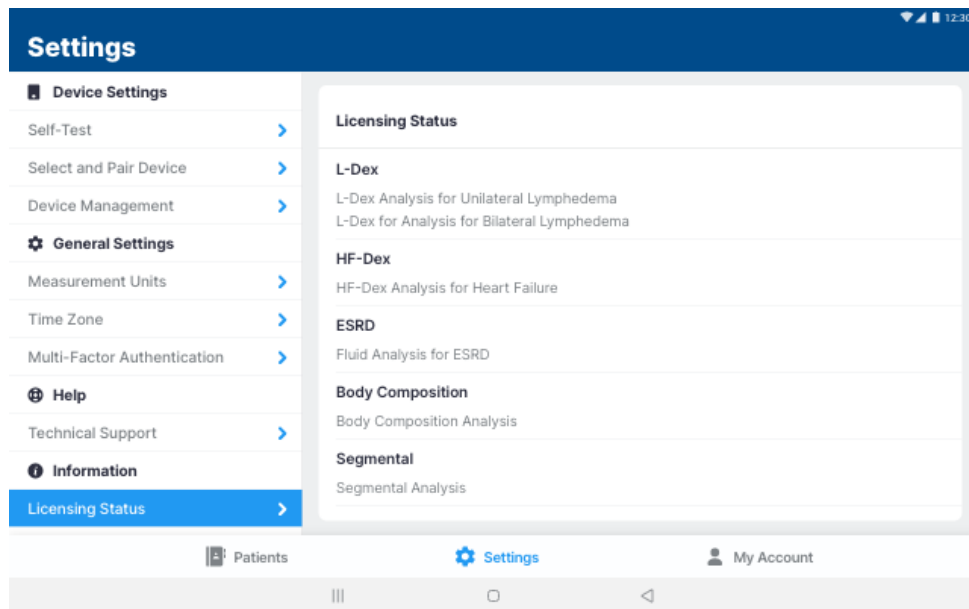 12:30
Settings
Device Settings
Self-Test
Select and Pair Device
Device Management
General Settings
Measurement Units
Time Zone
Multi-Factor Authentication
Help
Technical Support
Information
Licensing Status
Licensing Status
L-Dex
L-Dex Analysis for Unilateral Lymphedema
L-Dex for Analysis for Bilateral Lymphedema
HF-Dex
HF-Dex Analysis for Heart Failure
ESRD
Fluid Analysis for ESRD
Body Composition
Body Composition Analysis
Segmental
Segmental Analysis
Patients
Settings
My Account